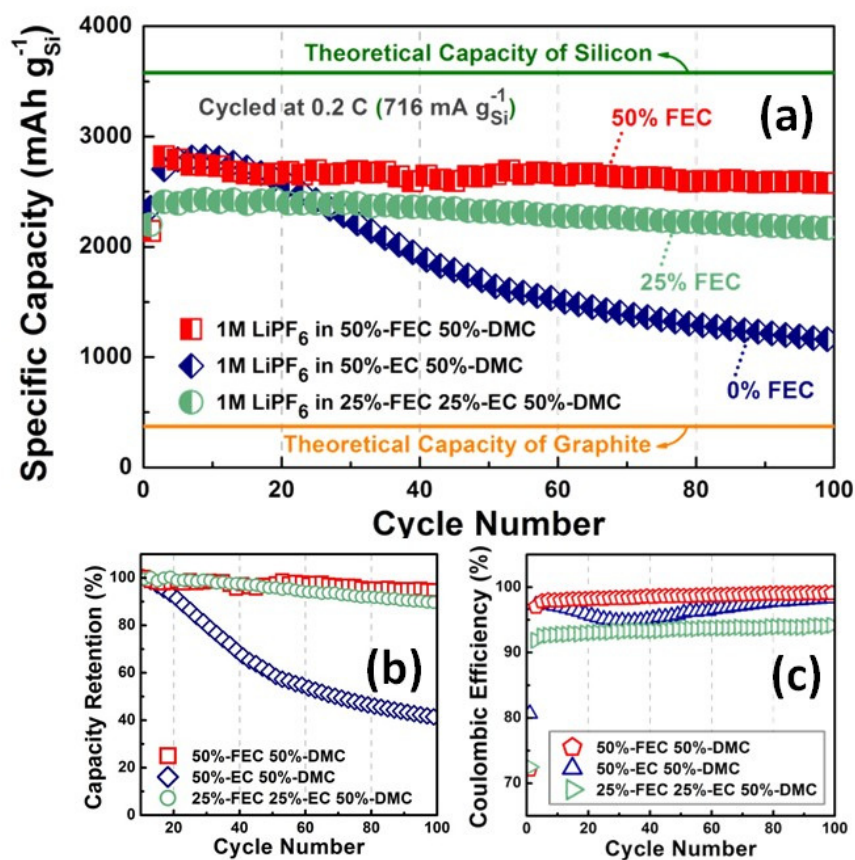 Specific Capacity (mAh g⁻¹Si)
4000
3000
2000
1000
0
Theoretical Capacity of Silicon
Cycled at 0.2 C (716 mA g⁻¹Si)
(a)
50% FEC
25% FEC
0% FEC
1M LiPF6 in 50%-FEC 50%-DMC
1M LiPF6 in 50%-EC 50%-DMC
1M LiPF6 in 25%-FEC 25%-EC 50%-DMC
Theoretical Capacity of Graphite
0 20 40 60 80 100
Cycle Number
Capacity Retention (%)
100
80
60
40
20
0
(b)
50%-FEC 50%-DMC
50%-EC 50%-DMC
25%-FEC 25%-EC 50%-DMC
20 40 60 80 100
Cycle Number
Coulombic Efficiency (%)
100
90
80
70
(c)
50%-FEC 50%-DMC
50%-EC 50%-DMC
25%-FEC 25%-EC 50%-DMC
0 20 40 60 80 100
Cycle Number